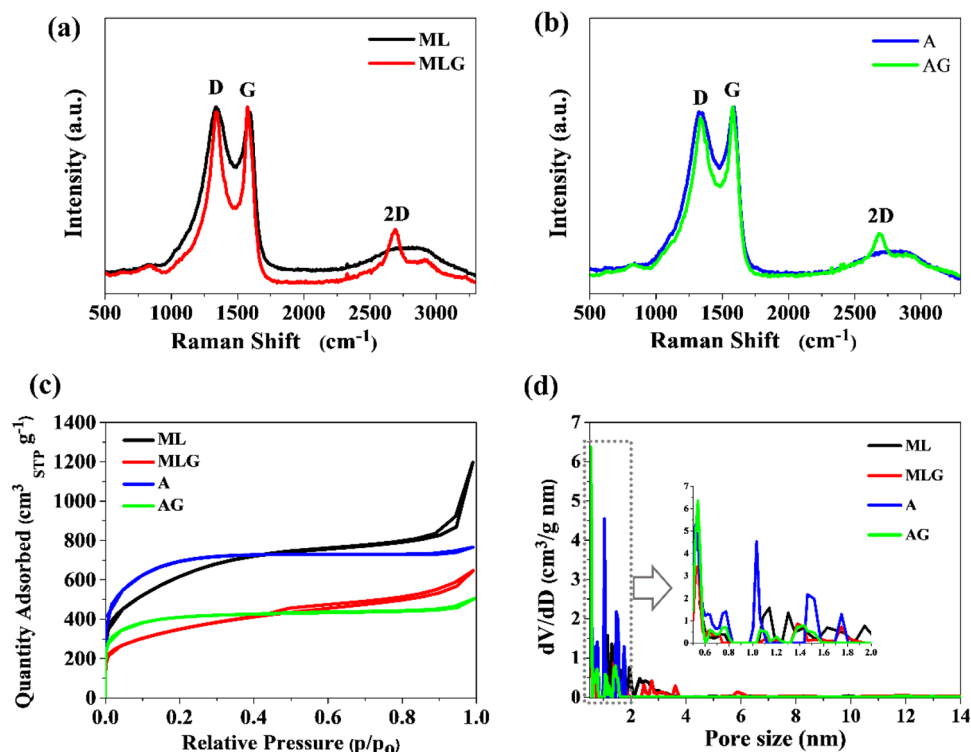 (a)
ML
MLG
D
G
2D
Intensity (a.u.)
500 1000 1500 2000 2500 3000
Raman Shift (cm⁻¹)
(b)
A
AG
D
G
2D
Intensity (a.u.)
500 1000 1500 2000 2500 3000
Raman Shift (cm⁻¹)
(c)
1400
1200
1000
800
600
400
200
0
ML
MLG
A
AG
Quantity Adsorbed (cm³ STP g⁻¹)
0.0 0.2 0.4 0.6 0.8 1.0
Relative Pressure (p/p₀)
(d)
7
6
5
4
3
2
1
0
ML
MLG
A
AG
7
6
5
4
3
2
1
0
0.6 0.8 1.0 1.2 1.4 1.6 1.8 2.0
dV/dD (cm³/g nm)
2 4 6 8 10 12 14
Pore size (nm)